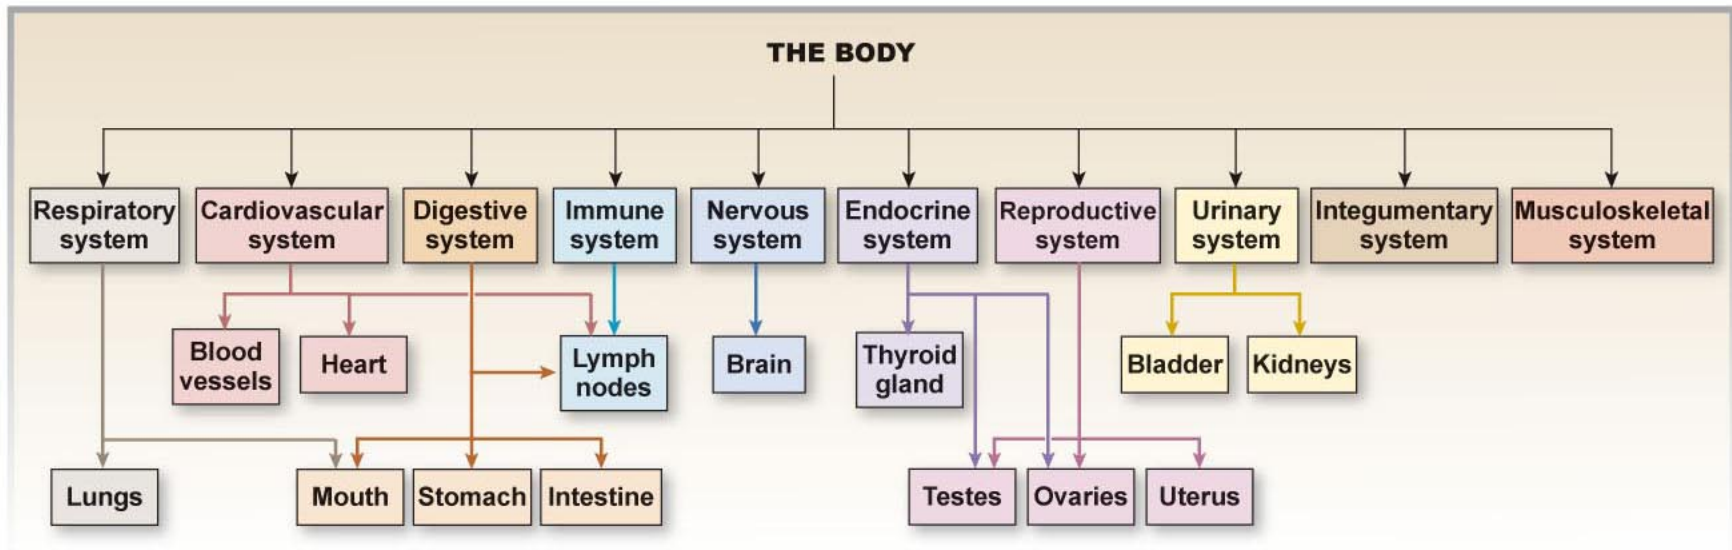 THE BODY
Respiratory
system
Cardiovascular
system
Digestive
system
Immune
system
Nervous
system
Endocrine
system
Reproductive
system
Urinary
system
Integumentary
system
Musculoskeletal
system
Blood
vessels
Heart
Lymph
nodes
Brain
Thyroid
gland
Bladder
Kidneys
Lungs
Mouth
Stomach
Intestine
Testes
Ovaries
Uterus